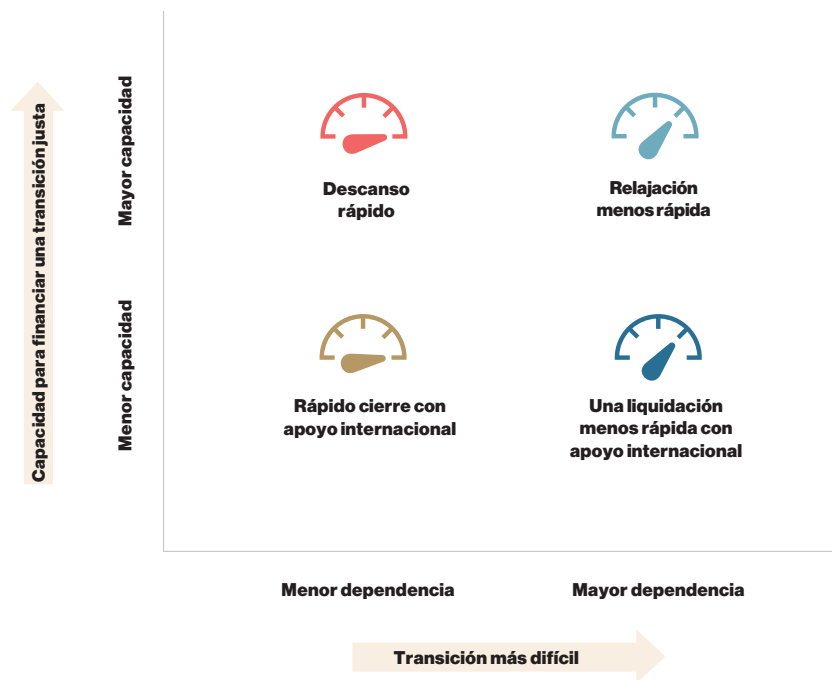 Capacidad para financiar una transición justa
Mayor capacidad
Menor capacidad
Descanso
rápido
Relajación
menos rápida
Rápido cierre con
apoyo internacional
Una liquidación
menos rápida con
apoyo internacional
Menor dependencia
Mayor dependencia
Transición más difícil